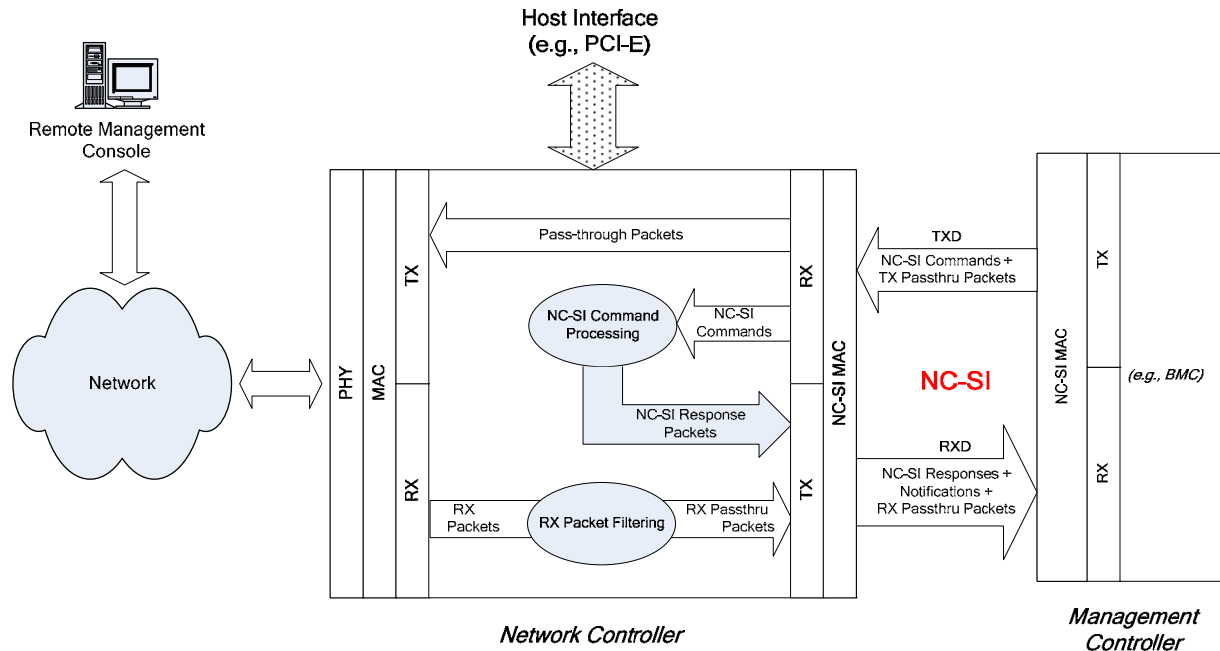 Host Interface
(e.g., PCI-E)
Remote Management
Console
Network
PHY
MAC
TX
RX
Pass-through Packets
NC-SI Command
Processing
NC-SI
Commands
NC-SI Response
Packets
RX
Packets
RX Packet Filtering
RX Passthru
Packets
RX
TX
NC-SI MAC
TXD
NC-SI Commands +
TX Passthru Packets
NC-SI
RXD
NC-SI Responses +
Notifications +
RX Passthru Packets
NC-SI MAC
TX
RX
(e.g., BMC)
Network Controller
Management
Controller